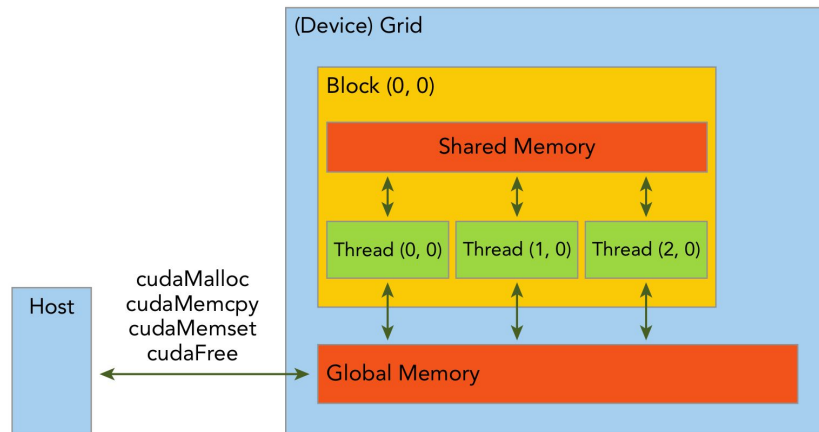 (Device) Grid
Block (0, 0)
Shared Memory
Thread (0, 0)
Thread (1, 0)
Thread (2, 0)
cudaMalloc
cudaMemcpy
cudaMemset
cudaFree
Host
Global Memory